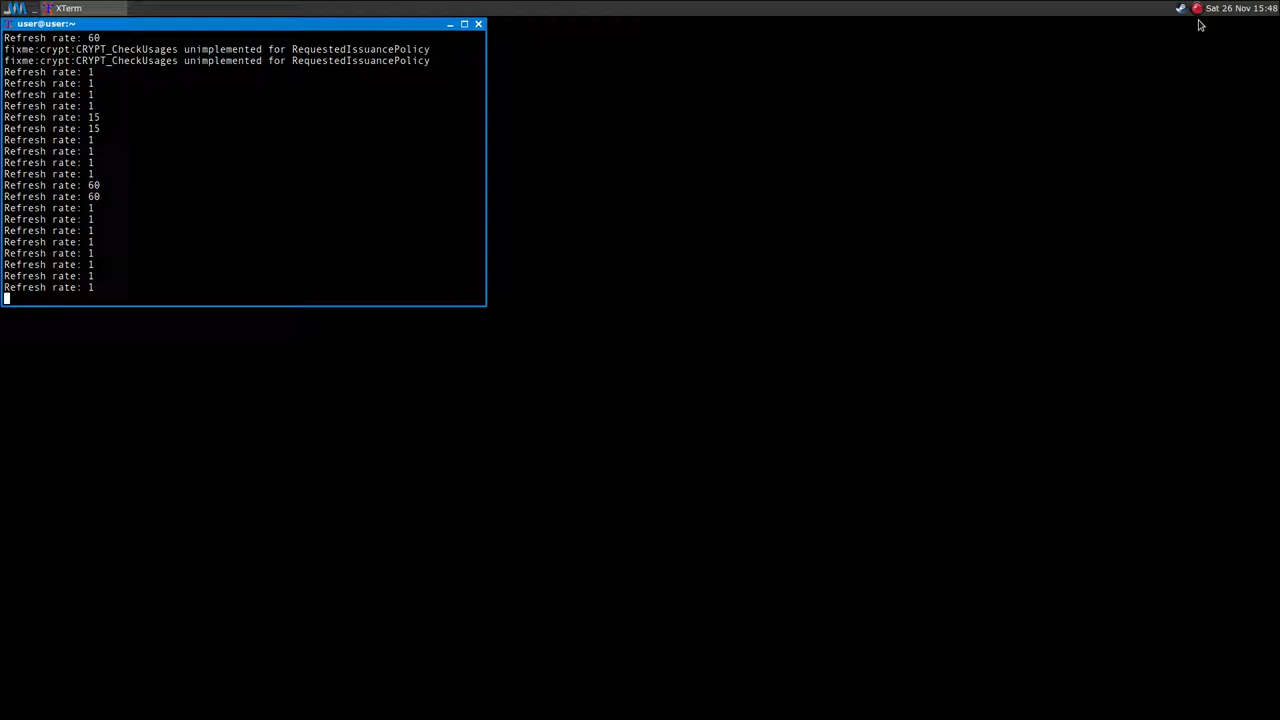 XTerm
Sat 26 Nov 15:48
user@user:~
Refresh rate: 60
fixme:crypt:CRYPT_CheckUsages unimplemented for RequestedIssuancePolicy
fixme:crypt:CRYPT_CheckUsages unimplemented for RequestedIssuancePolicy
Refresh rate: 1
Refresh rate: 1
Refresh rate: 1
Refresh rate: 1
Refresh rate: 15
Refresh rate: 15
Refresh rate: 1
Refresh rate: 1
Refresh rate: 1
Refresh rate: 1
Refresh rate: 60
Refresh rate: 60
Refresh rate: 1
Refresh rate: 1
Refresh rate: 1
Refresh rate: 1
Refresh rate: 1
Refresh rate: 1
Refresh rate: 1
Refresh rate: 1